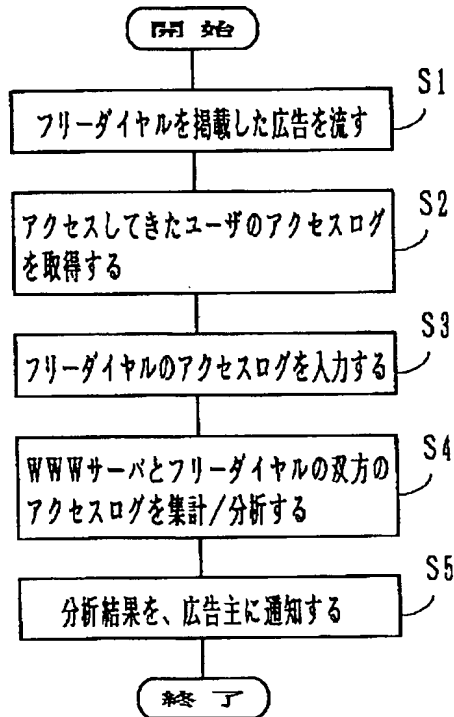 開 始
S1
フリーダイヤルを掲載した広告を流す
S2
アクセスしてきたユーザのアクセスログ
を取得する
S3
フリーダイヤルのアクセスログを入力する
S4
WWWサーバとフリーダイヤルの双方の
アクセスログを集計/分析する
S5
分析結果を、広告主に通知する
終 了